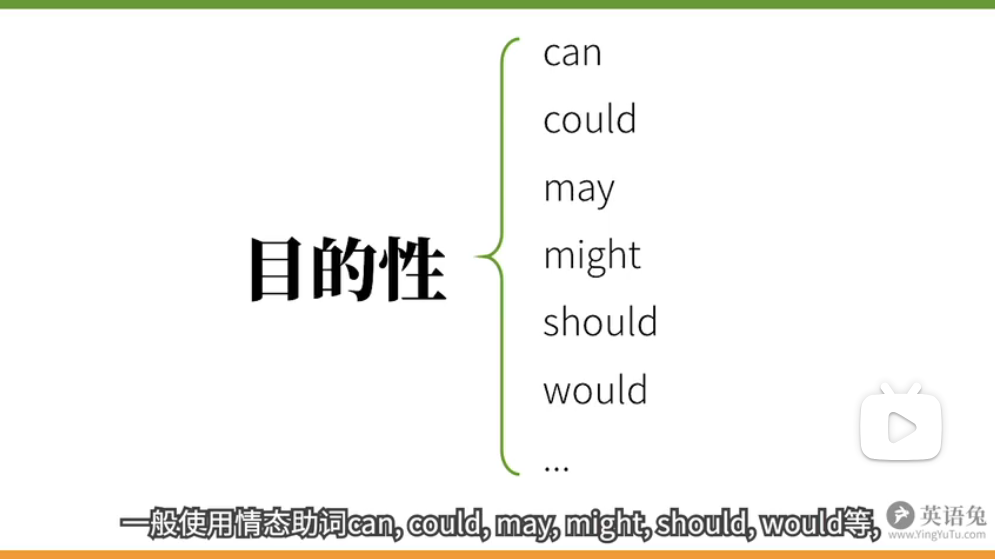 can
could
may
might
目的性
should
would
...
英语兔
www.YingYuTu.com
一般使用情态助词can, could, may, might, should, would等,